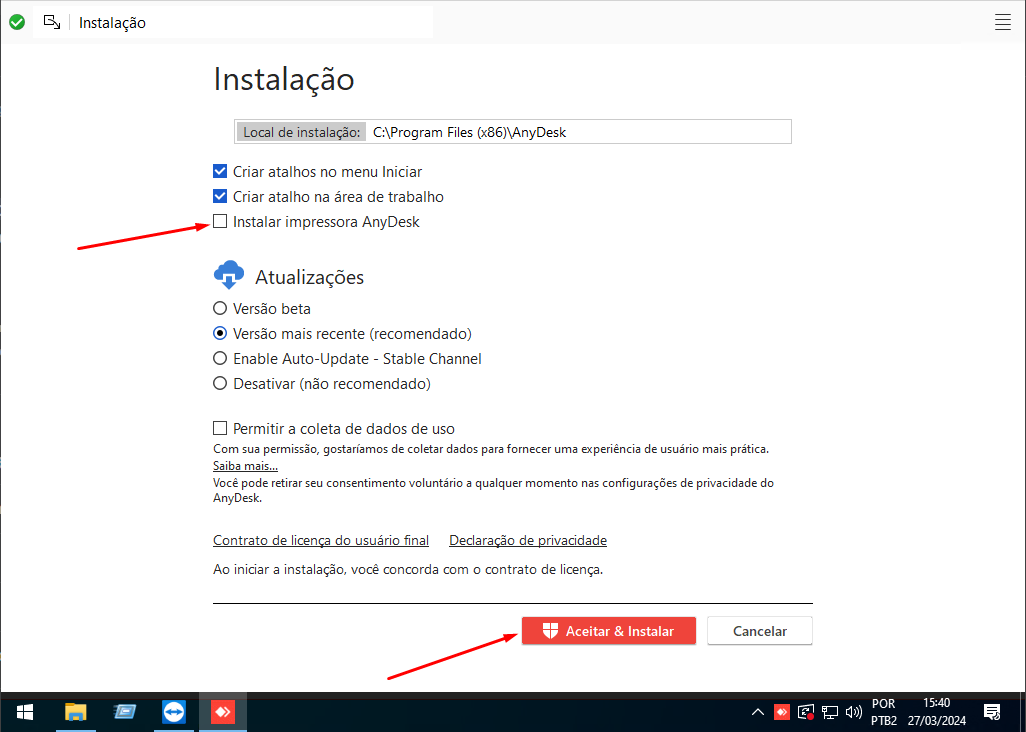 Instalação
Instalação
Local de instalação: C:\Program Files (x86)\AnyDesk
Criar atalhos no menu Iniciar
Criar atalho na área de trabalho
Instalar impressora AnyDesk
Atualizações
Versão beta
Versão mais recente (recomendado)
Enable Auto-Update - Stable Channel
Desativar (não recomendado)
Permitir a coleta de dados de uso
Com sua permissão, gostaríamos de coletar dados para fornecer uma experiência de usuário mais prática.
Saiba mais...
Você pode retirar seu consentimento voluntário a qualquer momento nas configurações de privacidade do
AnyDesk.
Contrato de licença do usuário final Declaração de privacidade
Ao iniciar a instalação, você concorda com o contrato de licença.
Aceitar & Instalar Cancelar
POR 15:40
PTB2 27/03/2024